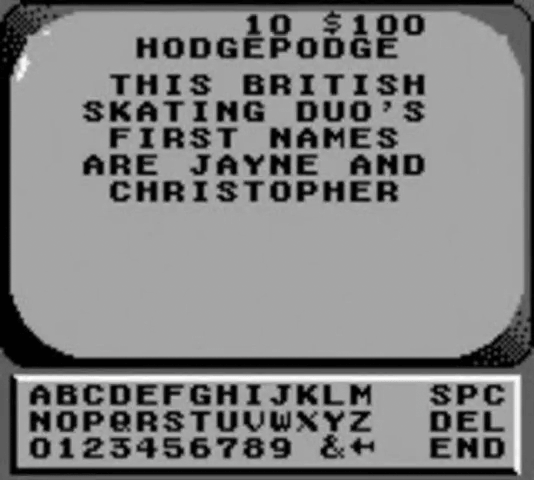 10 $100
HODGEPODGE
THIS BRITISH
SKATING DUO'S
FIRST NAMES
ARE JAYNE AND
CHRISTOPHER
ABCDEFGHIJKLM SPC
NOPQRSTUVWXYZ DEL
0123456789 &← END